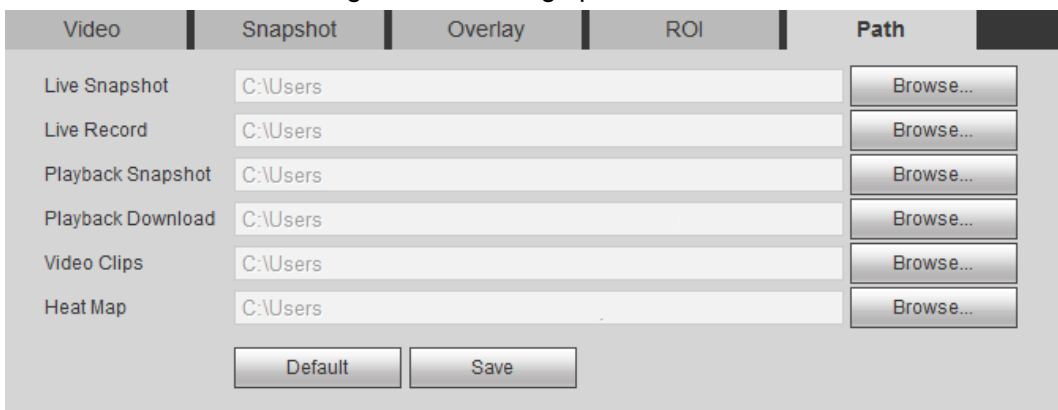 Video Snapshot Overlay ROI Path
Live Snapshot C:\Users Browse...
Live Record C:\Users Browse...
Playback Snapshot C:\Users Browse...
Playback Download C:\Users Browse...
Video Clips C:\Users Browse...
Heat Map C:\Users Browse...
Default Save